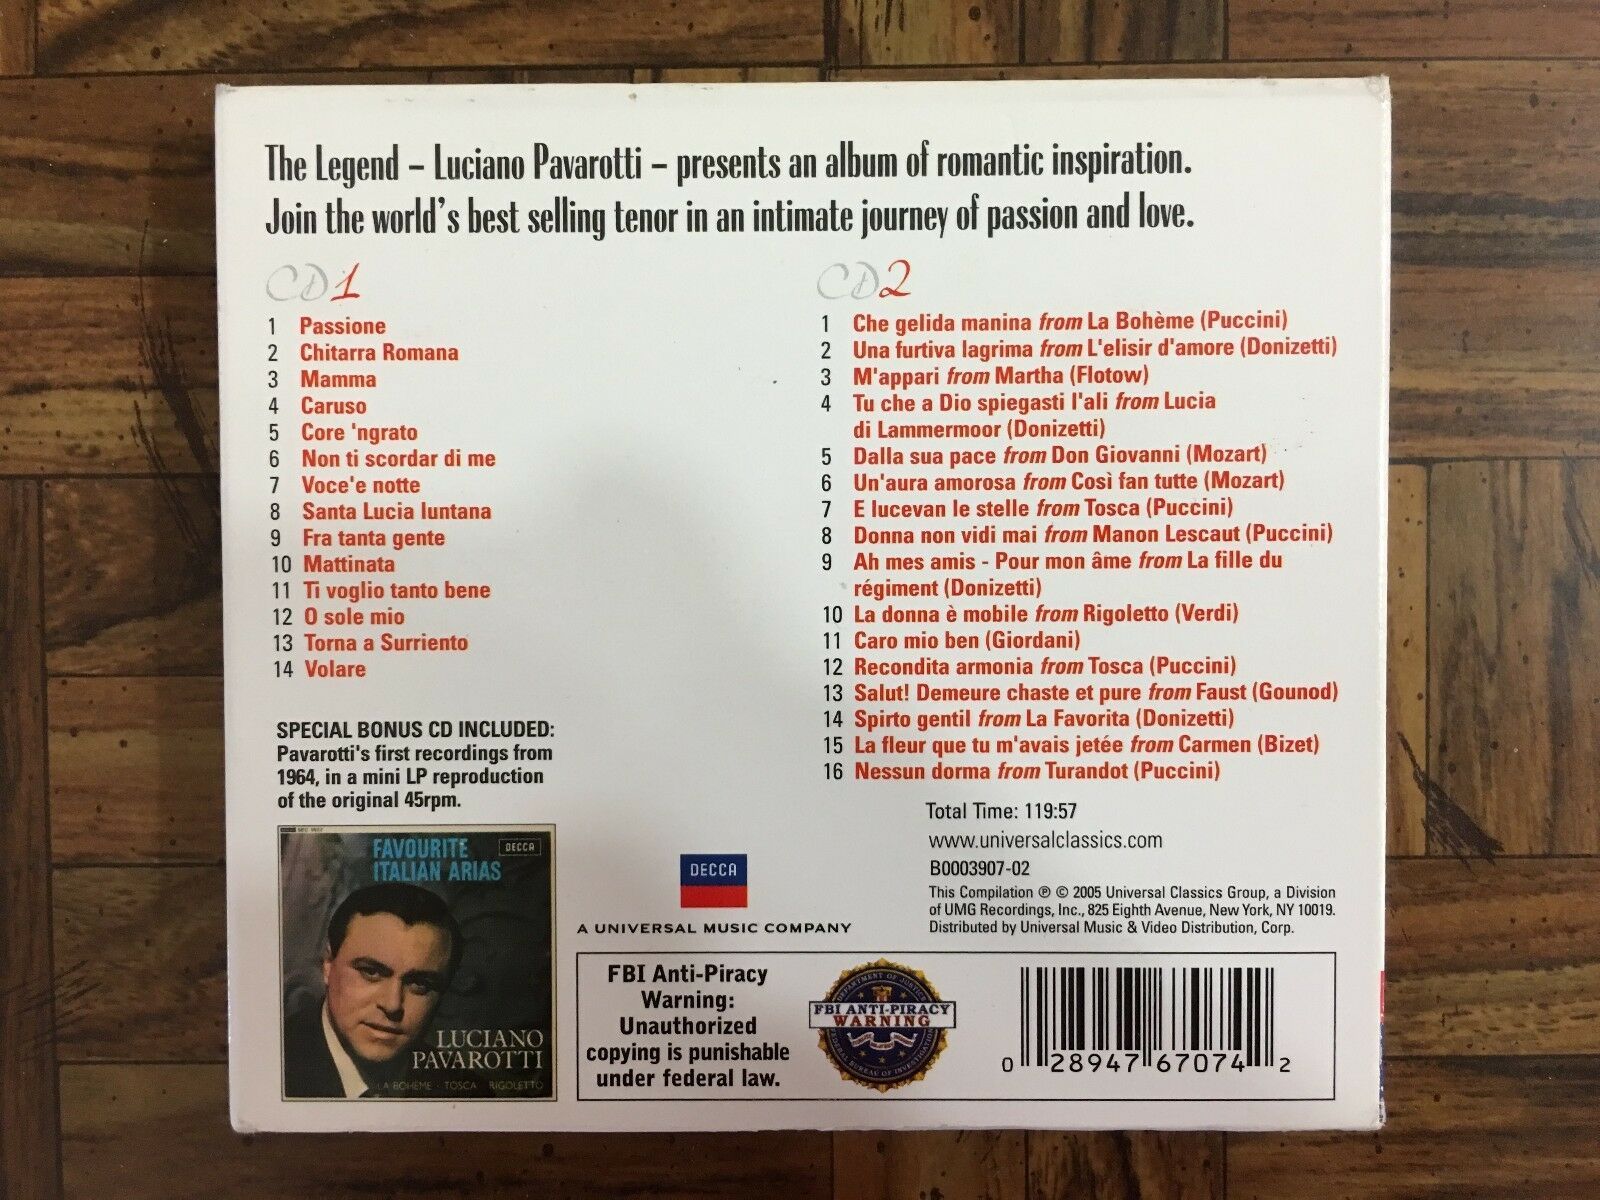 The Legend – Luciano Pavarotti – presents an album of romantic inspiration.
Join the world's best selling tenor in an intimate journey of passion and love.
CD1
1 Passione
2 Chitarra Romana
3 Mamma
4 Caruso
5 Core 'ngrato
6 Non ti scordar di me
7 Voce'e notte
8 Santa Lucia luntana
9 Fra tanta gente
10 Mattinata
11 Ti voglio tanto bene
12 O sole mio
13 Torna a Surriento
14 Volare
SPECIAL BONUS CD INCLUDED:
Pavarotti's first recordings from
1964, in a mini LP reproduction
of the original 45rpm.
FAVOURITE
ITALIAN ARIAS
DECCA
LUCIANO
PAVAROTTI
LA BOHEME · TOSCA · RIGOLETTO
CD2
1 Che gelida manina from La Bohème (Puccini)
2 Una furtiva lagrima from L'elisir d'amore (Donizetti)
3 M'appari from Martha (Flotow)
4 Tu che a Dio spiegasti l'ali from Lucia
di Lammermoor (Donizetti)
5 Dalla sua pace from Don Giovanni (Mozart)
6 Un'aura amorosa from Così fan tutte (Mozart)
7 E lucevan le stelle from Tosca (Puccini)
8 Donna non vidi mai from Manon Lescaut (Puccini)
9 Ah mes amis - Pour mon âme from La fille du
régiment (Donizetti)
10 La donna è mobile from Rigoletto (Verdi)
11 Caro mio ben (Giordani)
12 Recondita armonia from Tosca (Puccini)
13 Salut! Demeure chaste et pure from Faust (Gounod)
14 Spirto gentil from La Favorita (Donizetti)
15 La fleur que tu m'avais jetée from Carmen (Bizet)
16 Nessun dorma from Turandot (Puccini)
Total Time: 119:57
www.universalclassics.com
B0003907-02
This Compilation ℗ © 2005 Universal Classics Group, a Division
of UMG Recordings, Inc., 825 Eighth Avenue, New York, NY 10019.
Distributed by Universal Music & Video Distribution, Corp.
DECCA
A UNIVERSAL MUSIC COMPANY
FBI Anti-Piracy
Warning:
Unauthorized
copying is punishable
under federal law.
DEPARTMENT OF JUSTICE
FBI ANTI-PIRACY
WARNING
FEDERAL BUREAU OF INVESTIGATION
0 28947 67074 2